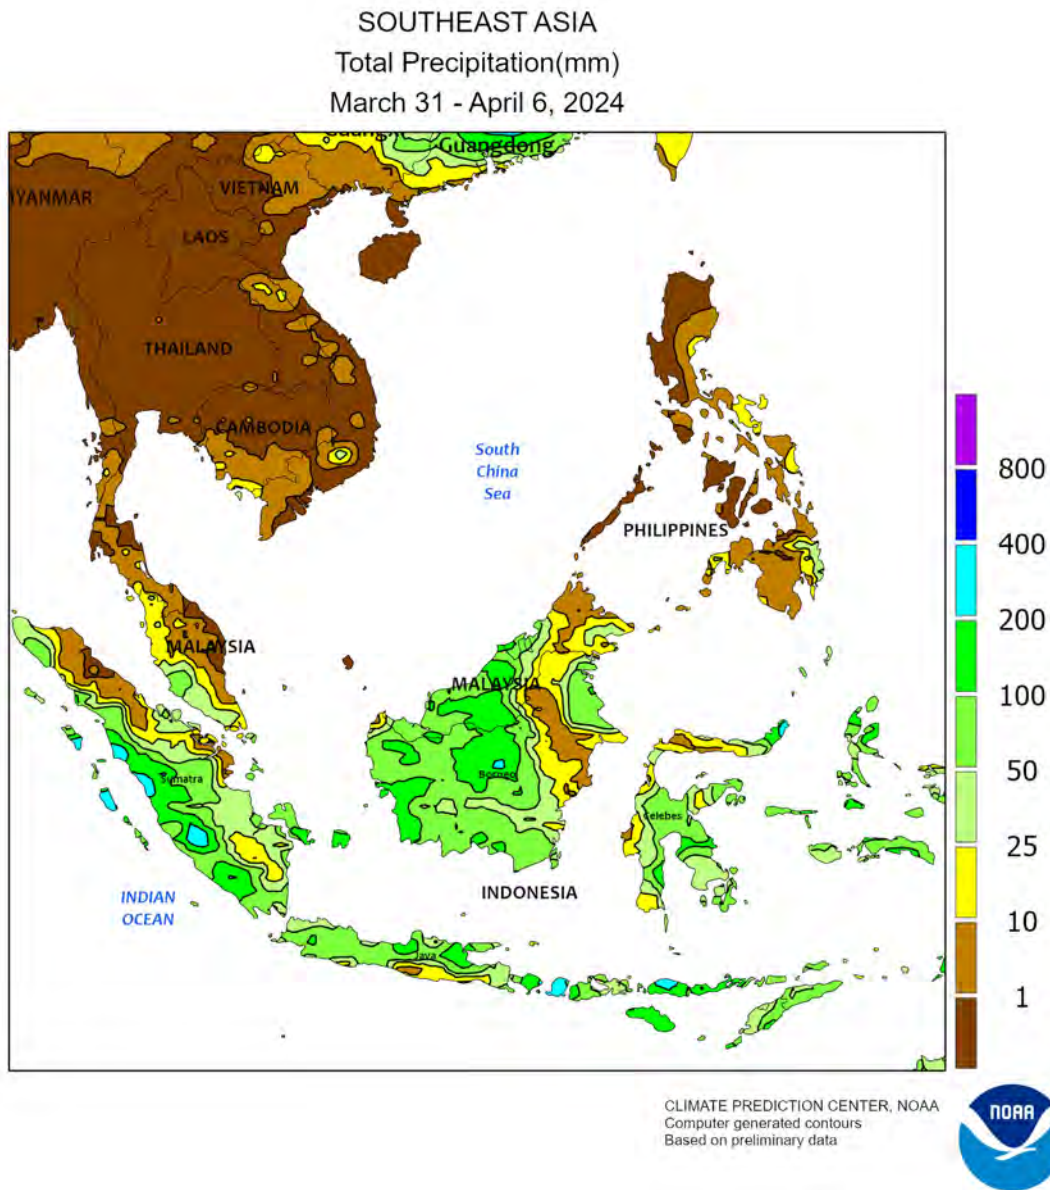 SOUTHEAST ASIA
Total Precipitation(mm)
March 31 - April 6, 2024
Guangdong
VIETNAM
IYANMAR
LAOS
THAILAND
CAMBODIA
South
China
Sea
PHILIPPINES
MALAYSIA
MALAYSIA
Sumatra
Borneo
Celebes
INDONESIA
INDIAN
OCEAN
Java
800
400
200
100
50
25
10
1
CLIMATE PREDICTION CENTER, NOAA
Computer generated contours
Based on preliminary data
NOAA